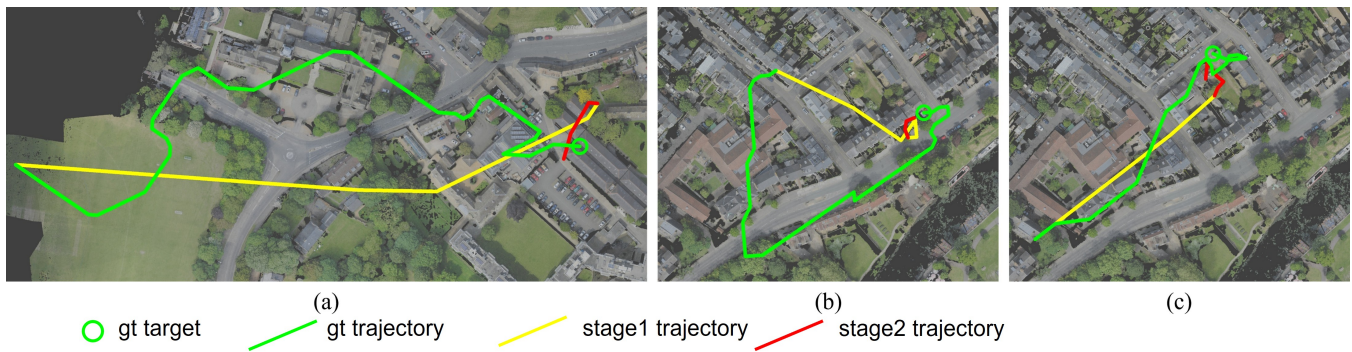 (a) (b) (c)
gt target gt trajectory stage1 trajectory stage2 trajectory